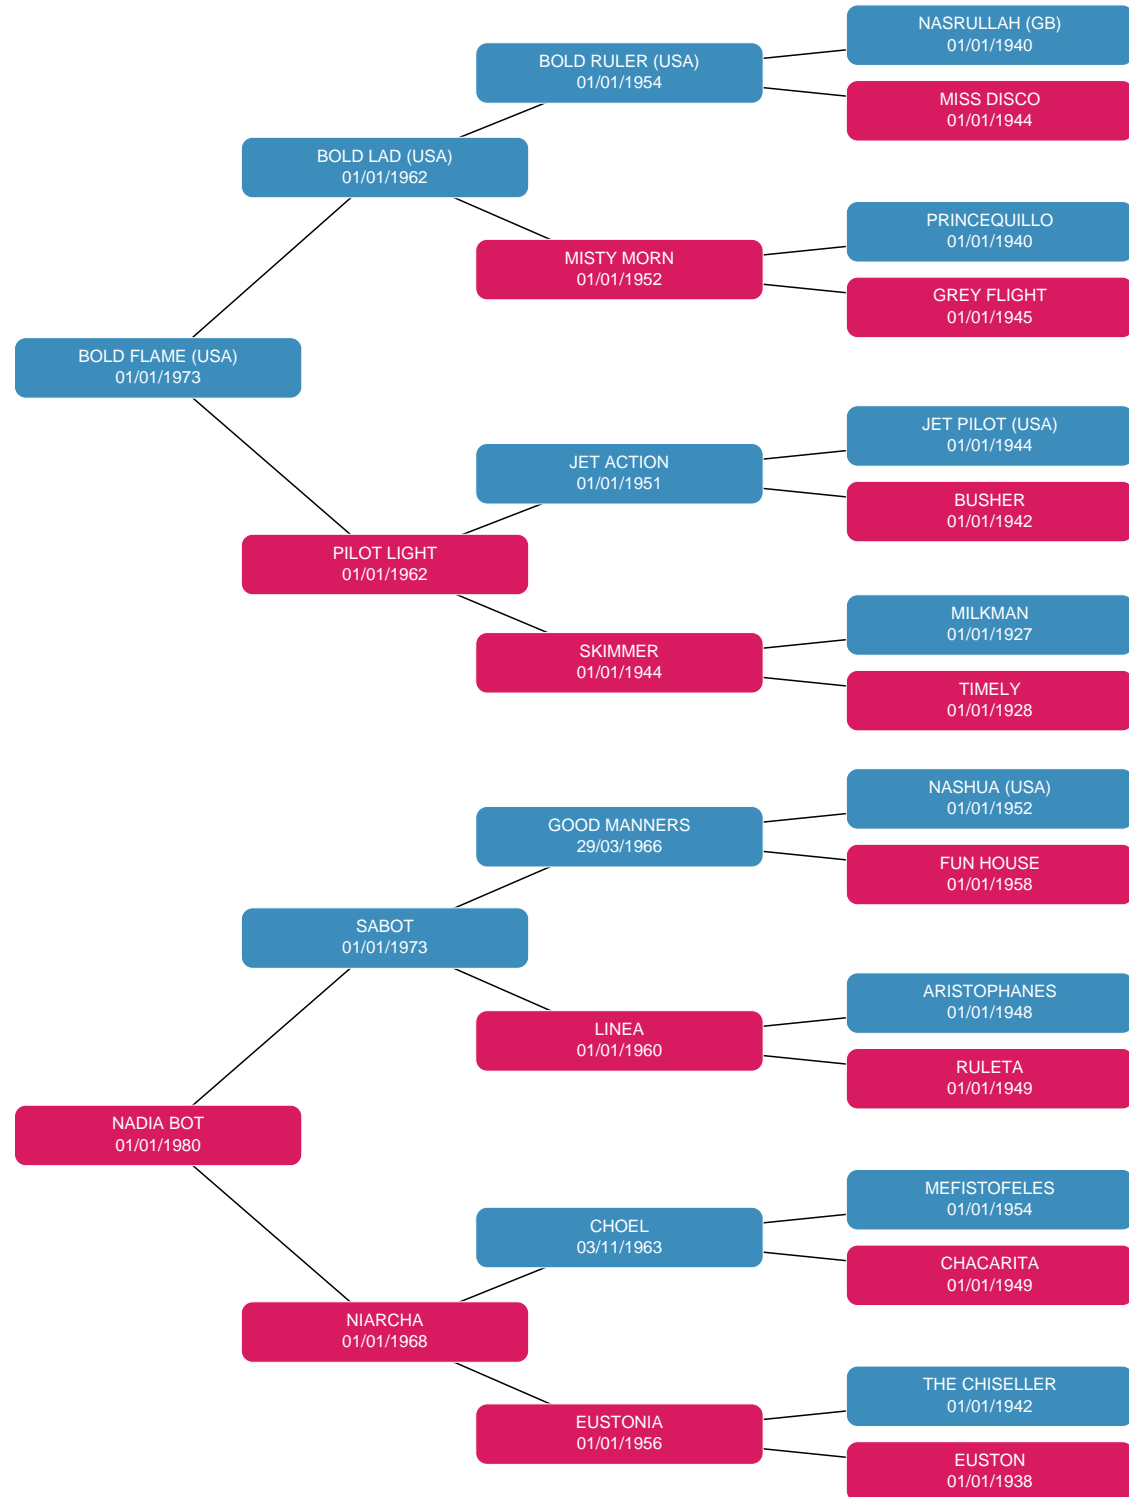 NASRULLAH (GB)
01/01/1940
BOLD RULER (USA)
01/01/1954
MISS DISCO
01/01/1944
BOLD LAD (USA)
01/01/1962
PRINCEQUILLO
01/01/1940
MISTY MORN
01/01/1952
GREY FLIGHT
01/01/1945
BOLD FLAME (USA)
01/01/1973
JET PILOT (USA)
01/01/1944
JET ACTION
01/01/1951
BUSHER
01/01/1942
PILOT LIGHT
01/01/1962
MILKMAN
01/01/1927
SKIMMER
01/01/1944
TIMELY
01/01/1928
NASHUA (USA)
01/01/1952
GOOD MANNERS
29/03/1966
FUN HOUSE
01/01/1958
SABOT
01/01/1973
ARISTOPHANES
01/01/1948
LINEA
01/01/1960
RULETA
01/01/1949
NADIA BOT
01/01/1980
MEFISTOFELES
01/01/1954
CHOEL
03/11/1963
CHACARITA
01/01/1949
NIARCHA
01/01/1968
THE CHISELLER
01/01/1942
EUSTONIA
01/01/1956
EUSTON
01/01/1938